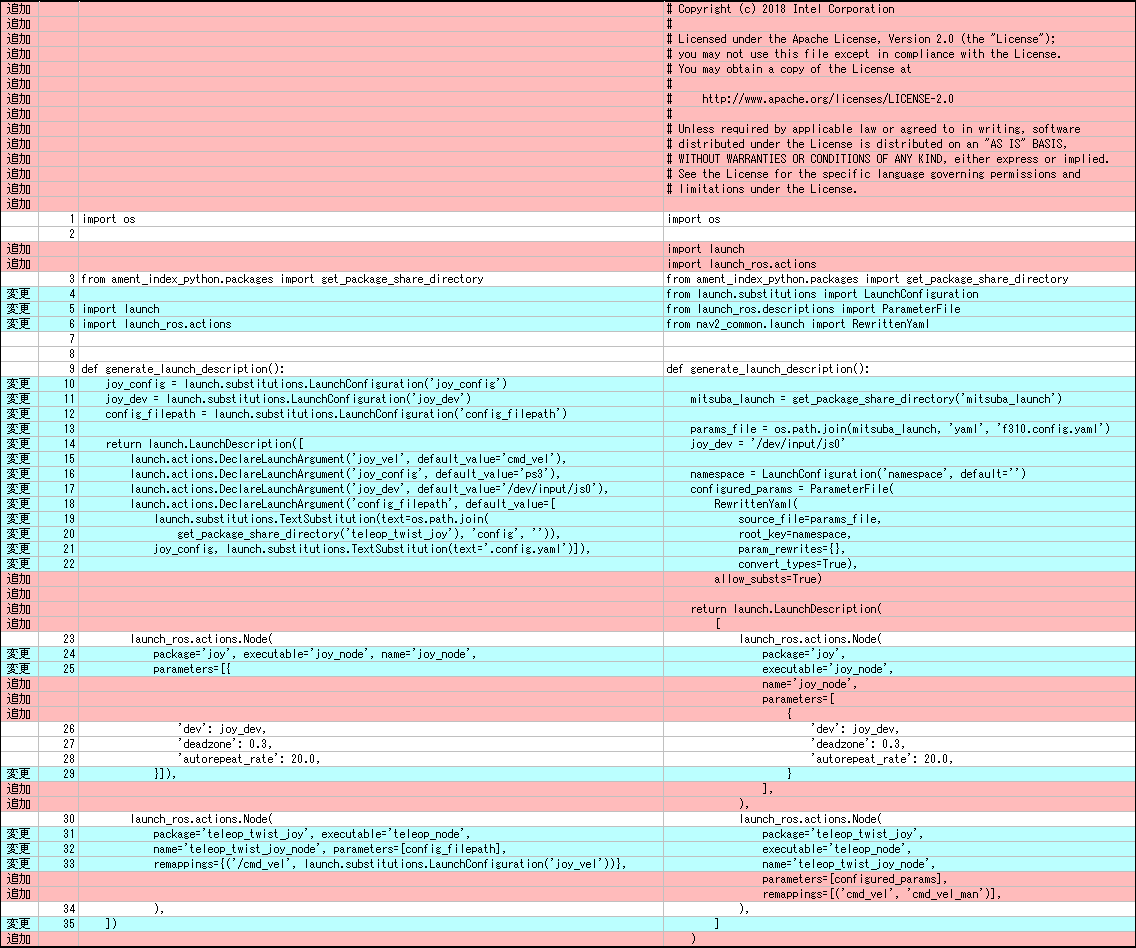 追加 # Copyright (c) 2018 Intel Corporation
追加 #
追加 # Licensed under the Apache License, Version 2.0 (the "License");
追加 # you may not use this file except in compliance with the License.
追加 # You may obtain a copy of the License at
追加 #
追加 #     http://www.apache.org/licenses/LICENSE-2.0
追加 #
追加 # Unless required by applicable law or agreed to in writing, software
追加 # distributed under the License is distributed on an "AS IS" BASIS,
追加 # WITHOUT WARRANTIES OR CONDITIONS OF ANY KIND, either express or implied.
追加 # See the License for the specific language governing permissions and
追加 # limitations under the License.
追加
1 import os import os
2
追加 import launch
追加 import launch_ros.actions
3 from ament_index_python.packages import get_package_share_directory from ament_index_python.packages import get_package_share_directory
変更 4 from launch.substitutions import LaunchConfiguration
変更 5 import launch from launch_ros.descriptions import ParameterFile
変更 6 import launch_ros.actions from nav2_common.launch import RewrittenYaml
7
8
9 def generate_launch_description(): def generate_launch_description():
変更 10 joy_config = launch.substitutions.LaunchConfiguration('joy_config')
変更 11 joy_dev = launch.substitutions.LaunchConfiguration('joy_dev') mitsuba_launch = get_package_share_directory('mitsuba_launch')
変更 12 config_filepath = launch.substitutions.LaunchConfiguration('config_filepath')
変更 13 params_file = os.path.join(mitsuba_launch, 'yaml', 'f310.config.yaml')
変更 14 return launch.LaunchDescription([ joy_dev = '/dev/input/js0'
変更 15 launch.actions.DeclareLaunchArgument('joy_vel', default_value='cmd_vel'),
変更 16 launch.actions.DeclareLaunchArgument('joy_config', default_value='ps3'), namespace = LaunchConfiguration('namespace', default='')
変更 17 launch.actions.DeclareLaunchArgument('joy_dev', default_value='/dev/input/js0'), configured_params = ParameterFile(
変更 18 launch.actions.DeclareLaunchArgument('config_filepath', default_value=[ RewrittenYaml(
変更 19 launch.substitutions.TextSubstitution(text=os.path.join( source_file=params_file,
変更 20 get_package_share_directory('teleop_twist_joy'), 'config', '')), root_key=namespace,
変更 21 joy_config, launch.substitutions.TextSubstitution(text='.config.yaml')]), param_rewrites={},
変更 22 convert_types=True),
追加 allow_substs=True)
追加
追加 return launch.LaunchDescription(
追加 [
23 launch_ros.actions.Node( launch_ros.actions.Node(
変更 24 package='joy', executable='joy_node', name='joy_node', package='joy',
変更 25 parameters=[{ executable='joy_node',
追加 name='joy_node',
追加 parameters=[
追加 {
26 'dev': joy_dev, 'dev': joy_dev,
27 'deadzone': 0.3, 'deadzone': 0.3,
28 'autorepeat_rate': 20.0, 'autorepeat_rate': 20.0,
変更 29 }]), }
追加 ],
追加 ),
30 launch_ros.actions.Node( launch_ros.actions.Node(
変更 31 package='teleop_twist_joy', executable='teleop_node', package='teleop_twist_joy',
変更 32 name='teleop_twist_joy_node', parameters=[config_filepath], executable='teleop_node',
変更 33 remappings={('/cmd_vel', launch.substitutions.LaunchConfiguration('joy_vel'))}, name='teleop_twist_joy_node',
追加 parameters=[configured_params],
追加 remappings=[('cmd_vel', 'cmd_vel_man')],
34 ), ),
変更 35 ]) ]
追加 )